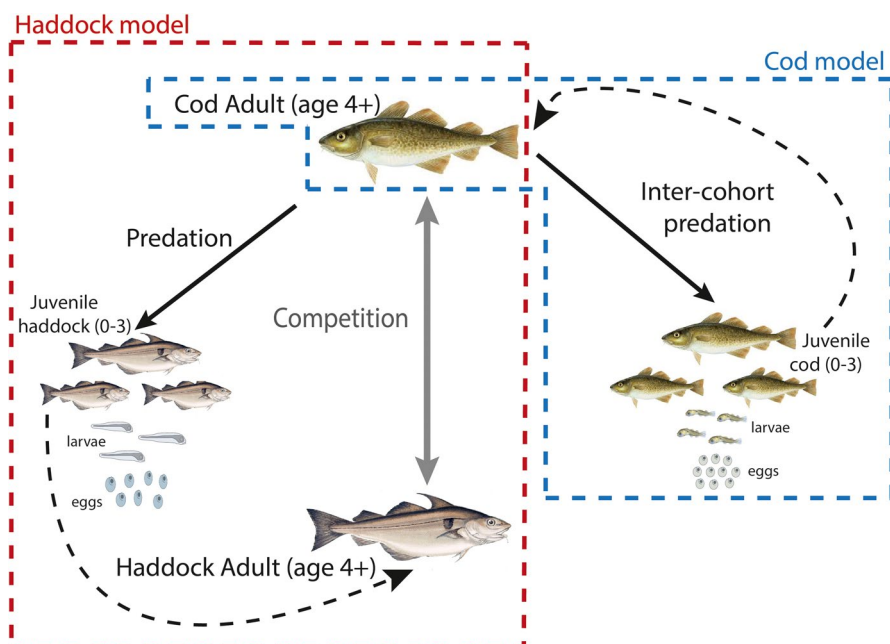 Haddock model
Cod model
Cod Adult (age 4+)
Inter-cohort
predation
Predation
Juvenile
haddock (0-3)
Competition
Juvenile
cod (0-3)
larvae
eggs
larvae
eggs
Haddock Adult (age 4+)